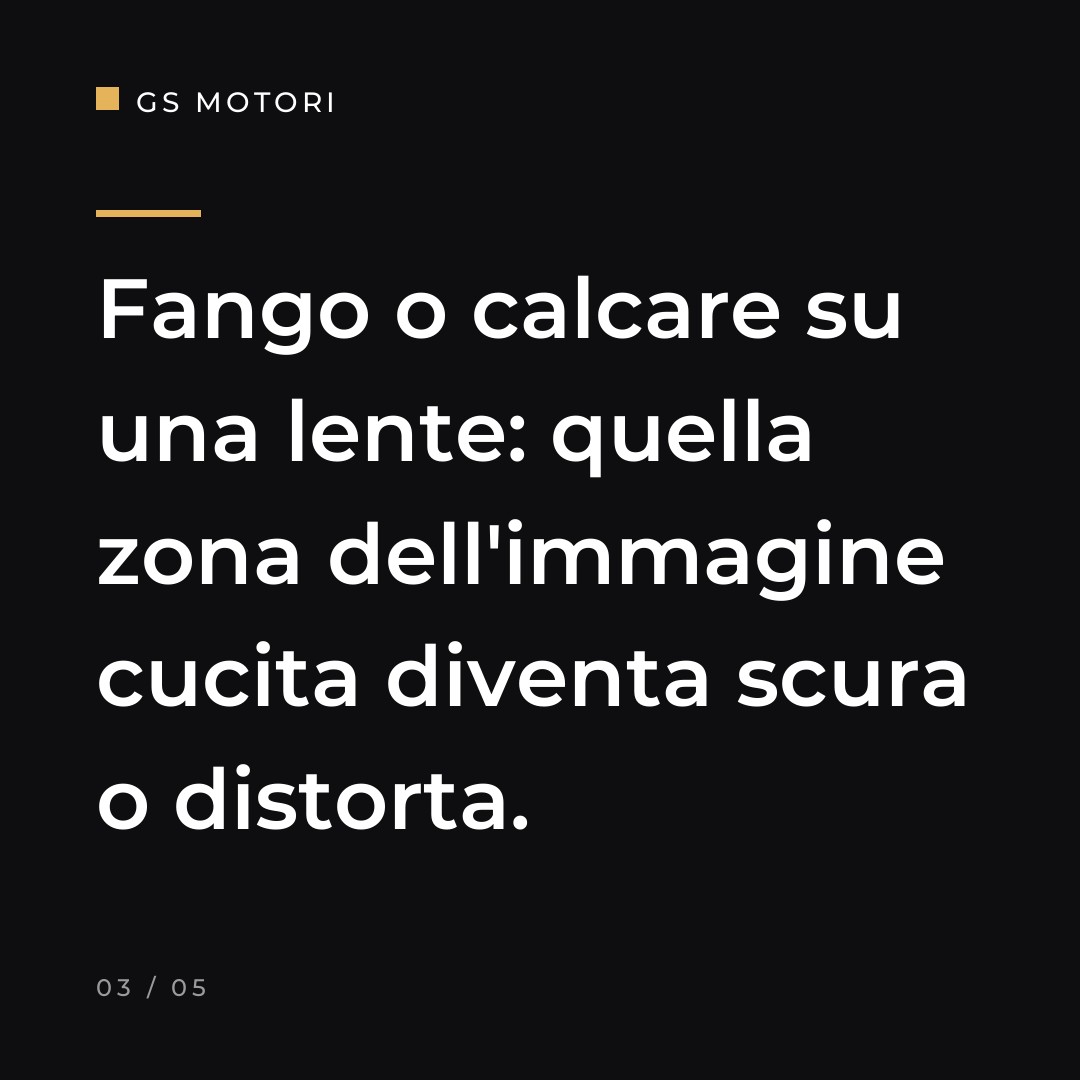 GS MOTORI
Fango o calcare su
una lente: quella
zona dell'immagine
cucita diventa scura
o distorta.
03 / 05